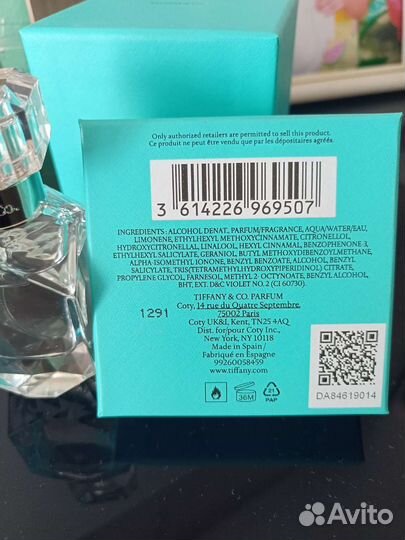 Only authorized retailers are permitted to sell this product.
Ce produit ne peut être vendu que par les dépositaires agréés.
3 614226 969507
INGREDIENTS: ALCOHOL DENAT., PARFUM/FRAGRANCE, AQUA/WATER/EAU,
LIMONENE, ETHYLHEXYL METHOXYCINNAMATE, CITRONELLOL,
HYDROXYCITRONELLAL, LINALOOL, HEXYL CINNAMAL, BENZOPHENONE-3,
ETHYLHEXYL SALICYLATE, GERANIOL, BUTYL METHOXYDIBENZOYLMETHANE,
ALPHA-ISOMETHYL IONONE, BENZYL BENZOATE, ALCOHOL, BENZYL
SALICYLATE, TRIS(TETRAMETHYLHYDROXYPIPERIDINOL) CITRATE,
PROPYLENE GLYCOL, FARNESOL, METHYL 2- OCTYNOATE, BENZYL ALCOHOL,
BHT, EXT. D&C VIOLET NO. 2 (CI 60730).
TIFFANY & CO. PARFUM
Coty, 14 rue du Quatre Septembre,
75002 Paris
1291
Coty UK&I, Kent, TN25 4AQ
Dist. for/pour Coty Inc.,
New York, NY 10118
Made in Spain /
Fabriqué en Espagne
99260058459
www.tiffany.com
36M
21
PAP
DA84619014
Avito